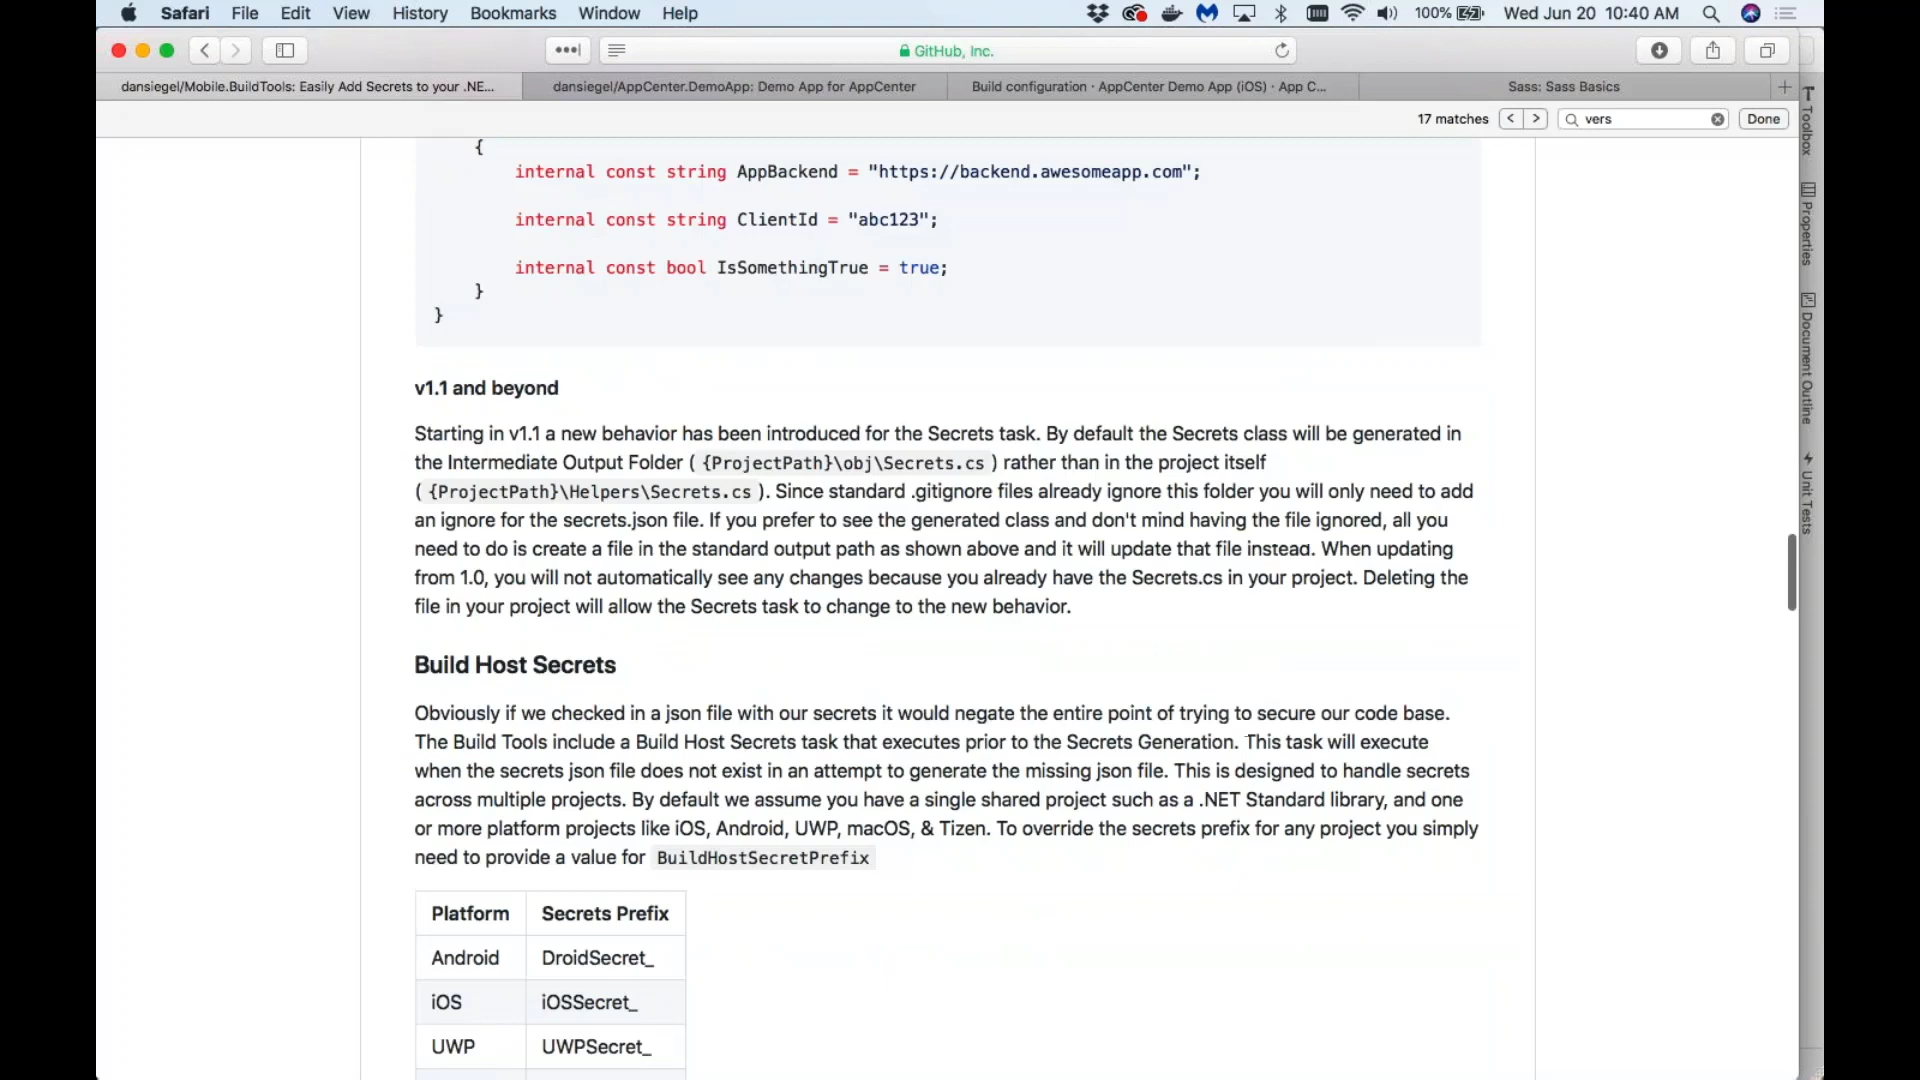 Safari File Edit View History Bookmarks Window Help 100% Wed Jun 20 10:40 AM
GitHub, Inc.
dansiegel/Mobile.BuildTools: Easily Add Secrets to your .NE... dansiegel/AppCenter.DemoApp: Demo App for AppCenter Build configuration · AppCenter Demo App (iOS) · App C... Sass: Sass Basics
17 matches vers Done
{
internal const string AppBackend = "https://backend.awesomeapp.com";
internal const string ClientId = "abc123";
internal const bool IsSomethingTrue = true;
}
}
v1.1 and beyond
Starting in v1.1 a new behavior has been introduced for the Secrets task. By default the Secrets class will be generated in
the Intermediate Output Folder ( {ProjectPath}\obj\Secrets.cs ) rather than in the project itself
( {ProjectPath}\Helpers\Secrets.cs ). Since standard .gitignore files already ignore this folder you will only need to add
an ignore for the secrets.json file. If you prefer to see the generated class and don't mind having the file ignored, all you
need to do is create a file in the standard output path as shown above and it will update that file instead. When updating
from 1.0, you will not automatically see any changes because you already have the Secrets.cs in your project. Deleting the
file in your project will allow the Secrets task to change to the new behavior.
Build Host Secrets
Obviously if we checked in a json file with our secrets it would negate the entire point of trying to secure our code base.
The Build Tools include a Build Host Secrets task that executes prior to the Secrets Generation. This task will execute
when the secrets json file does not exist in an attempt to generate the missing json file. This is designed to handle secrets
across multiple projects. By default we assume you have a single shared project such as a .NET Standard library, and one
or more platform projects like iOS, Android, UWP, macOS, & Tizen. To override the secrets prefix for any project you simply
need to provide a value for BuildHostSecretPrefix
Platform Secrets Prefix
Android DroidSecret_
iOS iOSSecret_
UWP UWPSecret_
Toolbox
Properties
Document Outline
Unit Tests